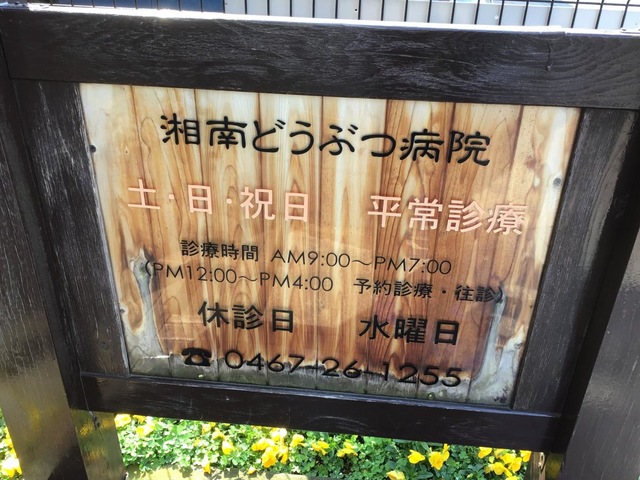 湘南どうぶつ病院
土・日・祝日 平常診療
診療時間 AM9:00〜PM7:00
(PM12:00〜PM4:00 予約診療・往診)
休診日 水曜日
☎ 0467-26-1255